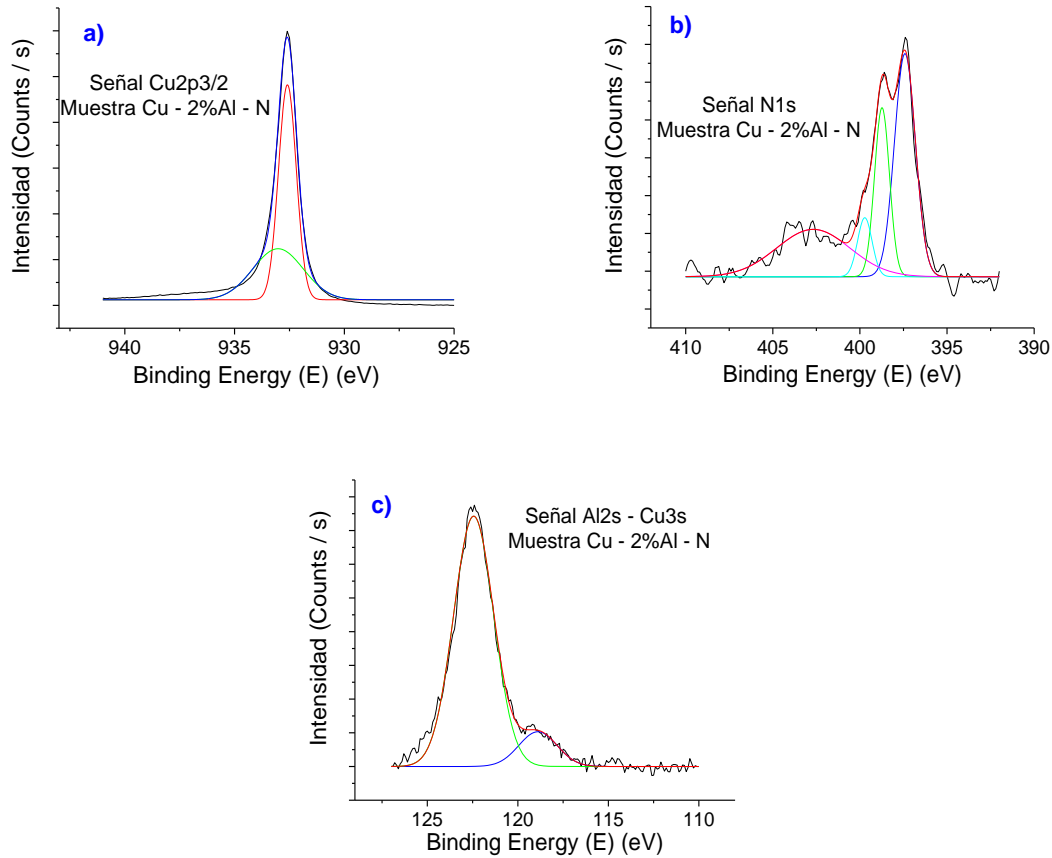 a)
Señal Cu2p3/2
Muestra Cu - 2%Al - N
Intensidad (Counts / s)
940 935 930 925
Binding Energy (E) (eV)
b)
Señal N1s
Muestra Cu - 2%Al - N
Intensidad (Counts / s)
410 405 400 395 390
Binding Energy (E) (eV)
c)
Señal Al2s - Cu3s
Muestra Cu - 2%Al - N
Intensidad (Counts / s)
125 120 115 110
Binding Energy (E) (eV)